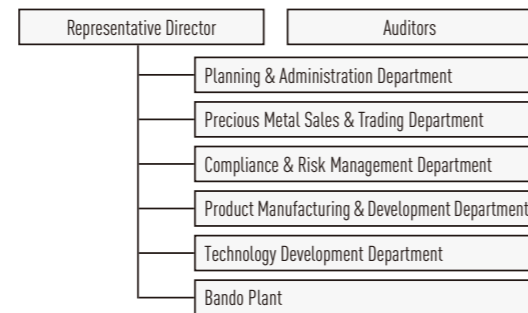 Representative Director
Auditors
Planning & Administration Department
Precious Metal Sales & Trading Department
Compliance & Risk Management Department
Product Manufacturing & Development Department
Technology Development Department
Bando Plant